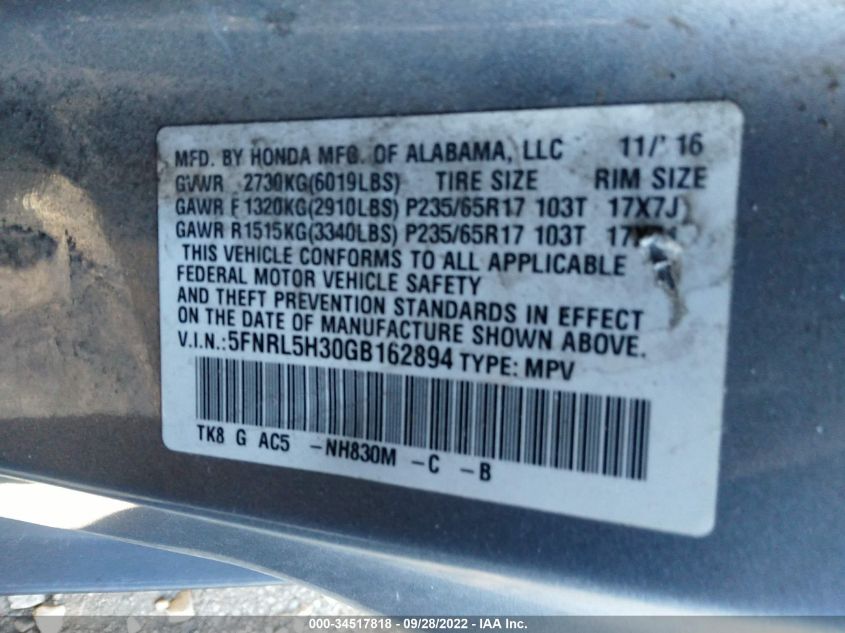 MFD. BY HONDA MFG. OF ALABAMA, LLC 11/16
GVWR 2730KG(6019LBS) TIRE SIZE RIM SIZE
GAWR F1320KG(2910LBS) P235/65R17 103T 17X7J
GAWR R1515KG(3340LBS) P235/65R17 103T
THIS VEHICLE CONFORMS TO ALL APPLICABLE
FEDERAL MOTOR VEHICLE SAFETY
AND THEFT PREVENTION STANDARDS IN EFFECT
ON THE DATE OF MANUFACTURE SHOWN ABOVE.
V.I.N.:5FNRL5H30GB162894 TYPE: MPV
TK8 G AC5 -NH830M -C -B
000-34517818 - 09/28/2022 - IAA Inc.